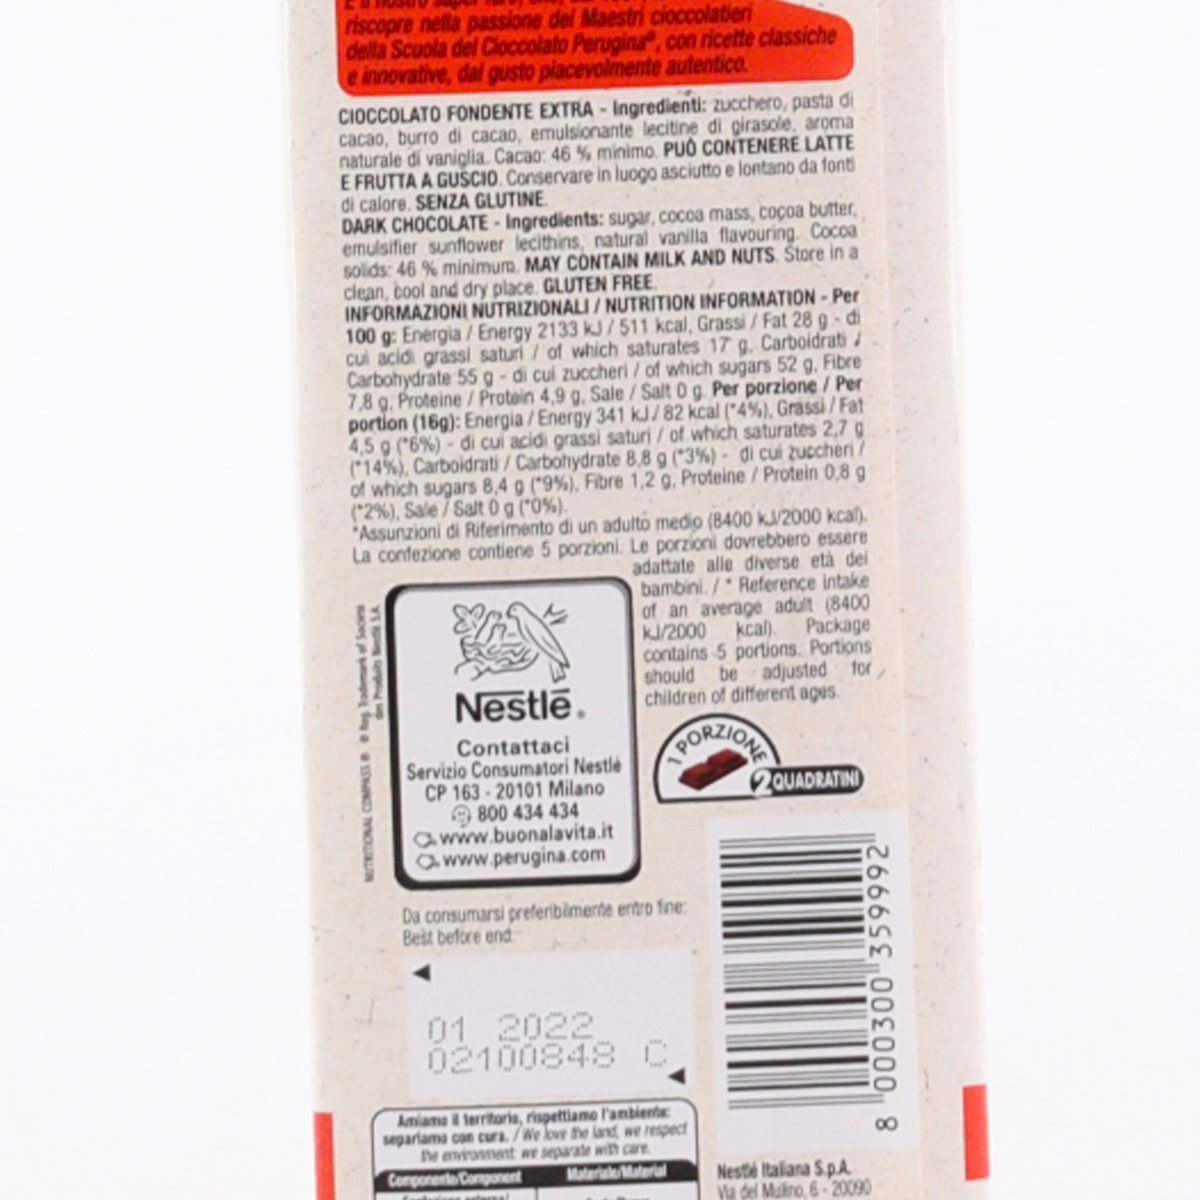 riscopre nella passione dei Maestri cioccolatieri
della Scuola del Cioccolato Perugina®, con ricette classiche
e innovative, dal gusto piacevolmente autentico.
CIOCCOLATO FONDENTE EXTRA - Ingredienti: zucchero, pasta di
cacao, burro di cacao, emulsionante lecitine di girasole, aroma
naturale di vaniglia. Cacao: 46 % minimo. PUÒ CONTENERE LATTE
E FRUTTA A GUSCIO. Conservare in luogo asciutto e lontano da fonti
di calore. SENZA GLUTINE.
DARK CHOCOLATE - Ingredients: sugar, cocoa mass, cocoa butter,
emulsifier sunflower lecithins, natural vanilla flavouring. Cocoa
solids: 46 % minimum. MAY CONTAIN MILK AND NUTS. Store in a
clean, cool and dry place. GLUTEN FREE.
INFORMAZIONI NUTRIZIONALI / NUTRITION INFORMATION - Per
100 g: Energia / Energy 2133 kJ / 511 kcal, Grassi / Fat 28 g - di
cui acidi grassi saturi / of which saturates 17 g, Carboidrati /
Carbohydrate 55 g - di cui zuccheri / of which sugars 52 g, Fibre
7,8 g, Proteine / Protein 4,9 g, Sale / Salt 0 g. Per porzione / Per
portion (16g): Energia / Energy 341 kJ / 82 kcal (*4%), Grassi / Fat
4,5 g (*6%) - di cui acidi grassi saturi / of which saturates 2,7 g
(*14%), Carboidrati / Carbohydrate 8,8 g (*3%) - di cui zuccheri /
of which sugars 8,4 g (*9%), Fibre 1,2 g, Proteine / Protein 0,8 g
(*2%), Sale / Salt 0 g (*0%).
*Assunzioni di Riferimento di un adulto medio (8400 kJ/2000 kcal).
La confezione contiene 5 porzioni. Le porzioni dovrebbero essere
adattate alle diverse età dei
bambini. / * Reference Intake
of an average adult (8400
kJ/2000 kcal). Package
contains 5 portions. Portions
should be adjusted for
children of different ages.
NUTRITIONAL COMPASS ® ® Reg. Trademark of Société
des Produits Nestlé S.A.
Nestlé®
Contattaci
Servizio Consumatori Nestlé
CP 163 - 20101 Milano
800 434 434
www.buonalavita.it
www.perugina.com
1 PORZIONE
2 QUADRATINI
Da consumarsi preferibilmente entro fine:
Best before end:
01 2022
02100848 C
8 000300 359992
Amiamo il territorio, rispettiamo l'ambiente:
separiamo con cura. / We love the land, we respect
the environment: we separate with care.
Componente/Component Materiale/Material
Nestlé Italiana S.p.A.
Via del Mulino, 6 - 20090